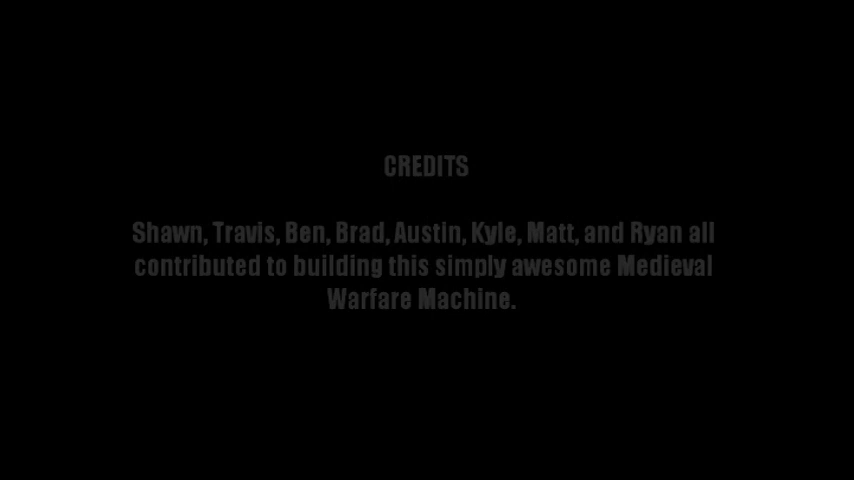 CREDITS
Shawn, Travis, Ben, Brad, Austin, Kyle, Matt, and Ryan all
contributed to building this simply awesome Medieval
Warfare Machine.